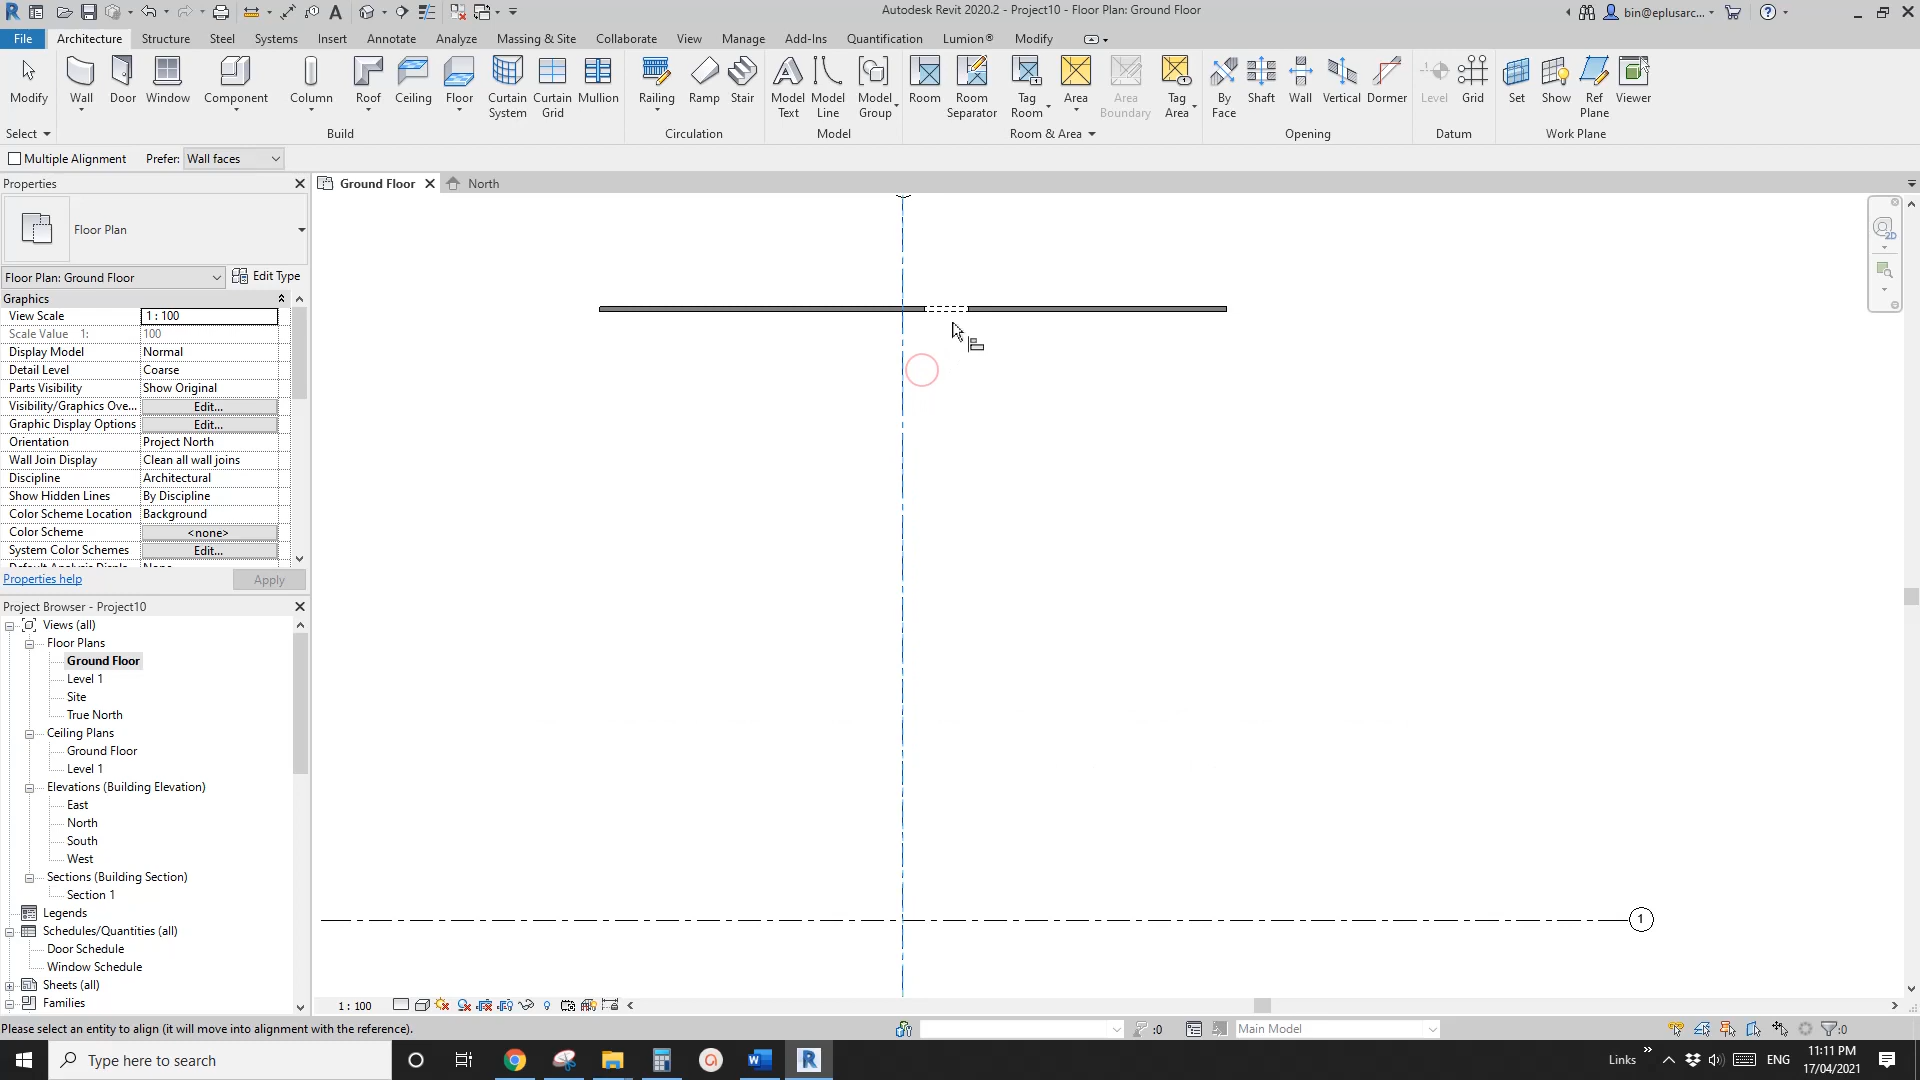 Autodesk Revit 2020.2 - Project10 - Floor Plan: Ground Floor
bin@eplusarc...
File Architecture Structure Steel Systems Insert Annotate Analyze Massing & Site Collaborate View Manage Add-Ins Quantification Lumion® Modify
Modify Wall Door Window Component Column Roof Ceiling Floor Curtain System Curtain Grid Mullion Railing Ramp Stair Model Text Model Line Model Group Room Room Separator Tag Room Area Area Boundary Tag Area By Face Shaft Wall Vertical Dormer Level Grid Set Show Ref Plane Viewer
Select Build Circulation Model Room & Area Opening Datum Work Plane
Multiple Alignment Prefer: Wall faces
Properties
Ground Floor North
Floor Plan
Floor Plan: Ground Floor Edit Type
Graphics
View Scale 1 : 100
Scale Value 1: 100
Display Model Normal
Detail Level Coarse
Parts Visibility Show Original
Visibility/Graphics Ove... Edit...
Graphic Display Options Edit...
Orientation Project North
Wall Join Display Clean all wall joins
Discipline Architectural
Show Hidden Lines By Discipline
Color Scheme Location Background
Color Scheme <none>
System Color Schemes Edit...
Properties help Apply
Project Browser - Project10
Views (all)
Floor Plans
Ground Floor
Level 1
Site
True North
Ceiling Plans
Ground Floor
Level 1
Elevations (Building Elevation)
East
North
South
West
Sections (Building Section)
Section 1
Legends
Schedules/Quantities (all)
Door Schedule
Window Schedule
Sheets (all)
Families
2D
1
1 : 100
Please select an entity to align (it will move into alignment with the reference).
:0
Main Model
:0
Type here to search
Links
ENG
11:11 PM
17/04/2021